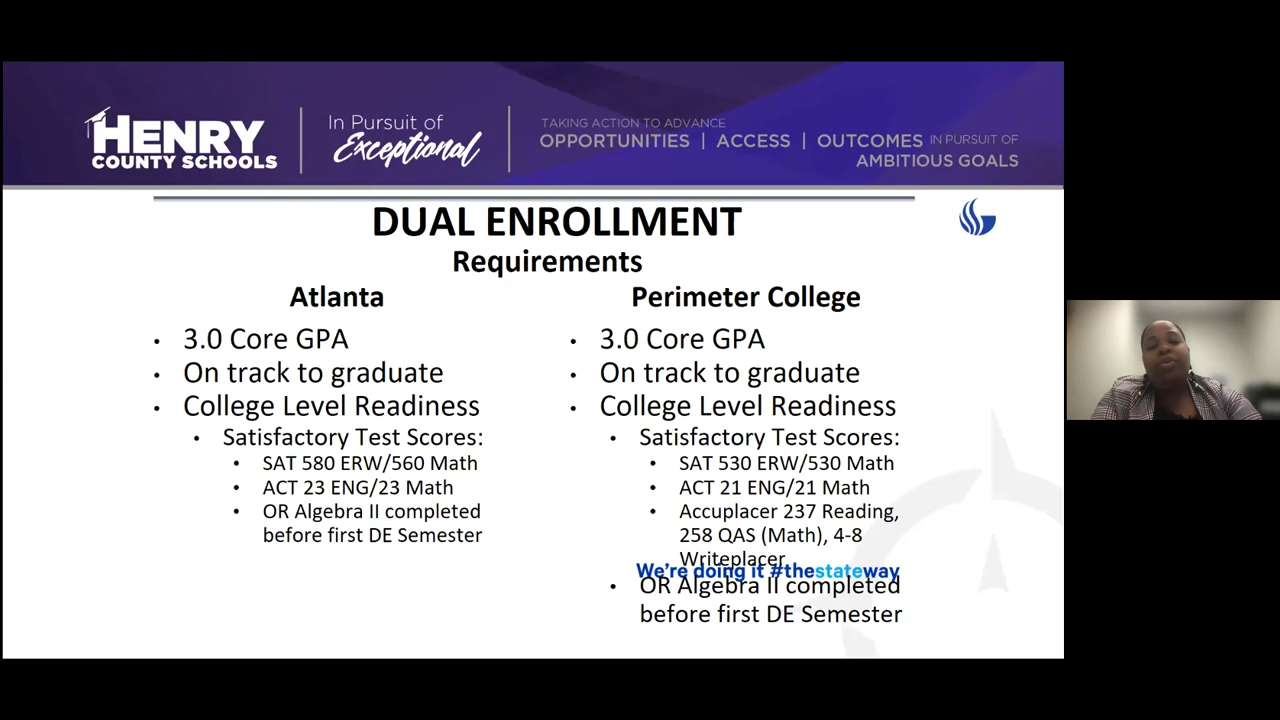 HENRY
COUNTY SCHOOLS
In Pursuit of
Exceptional
TAKING ACTION TO ADVANCE
OPPORTUNITIES | ACCESS | OUTCOMES IN PURSUIT OF
AMBITIOUS GOALS
DUAL ENROLLMENT
Requirements
Atlanta
• 3.0 Core GPA
• On track to graduate
• College Level Readiness
• Satisfactory Test Scores:
• SAT 580 ERW/560 Math
• ACT 23 ENG/23 Math
• OR Algebra II completed
before first DE Semester
Perimeter College
• 3.0 Core GPA
• On track to graduate
• College Level Readiness
• Satisfactory Test Scores:
• SAT 530 ERW/530 Math
• ACT 21 ENG/21 Math
• Accuplacer 237 Reading,
258 QAS (Math), 4-8
Writeplacer
We're doing it #thestateway
• OR Algebra II completed
before first DE Semester